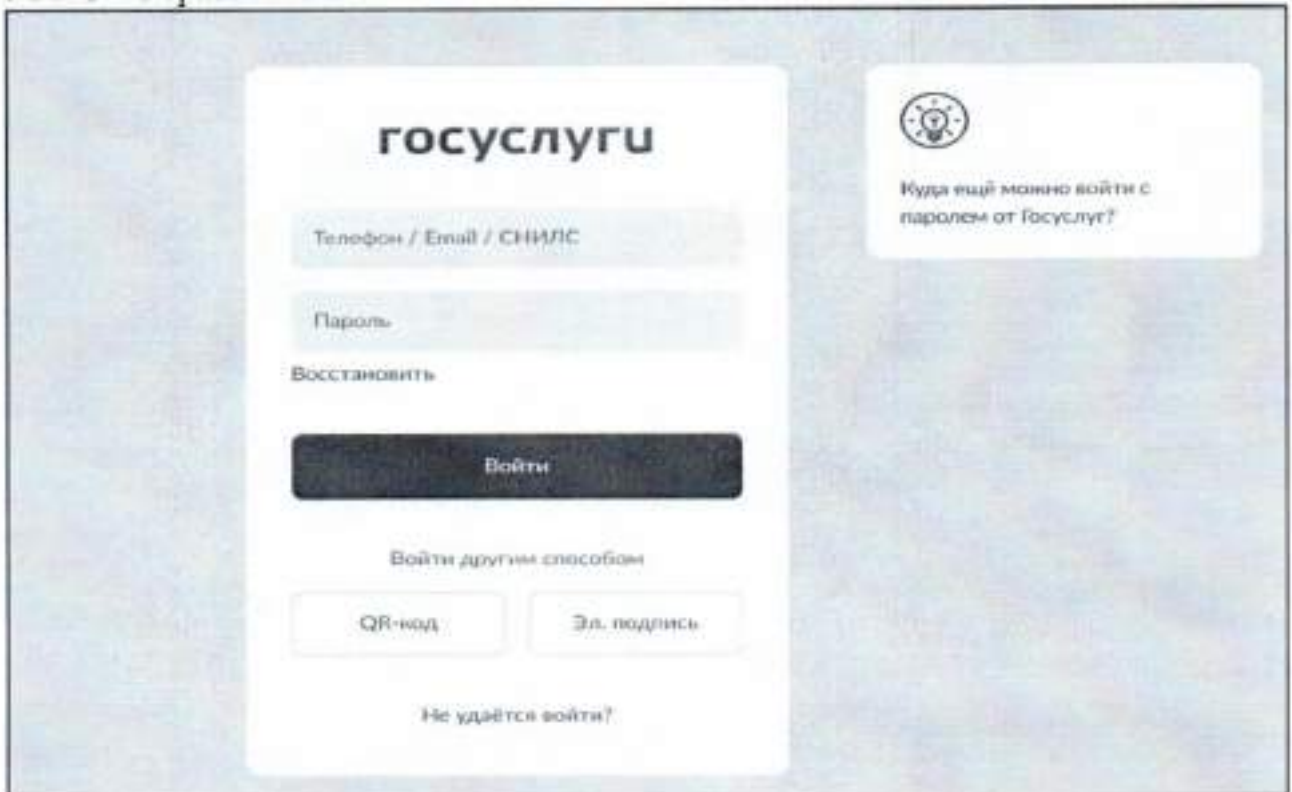 госуслуги
Телефон / Email / СНИЛС
Пароль
Восстановить
Войти
Войти другим способом
QR-код
Эл. подпись
Не удаётся войти?
Куда ещё можно войти с
паролем от Госуслуг?